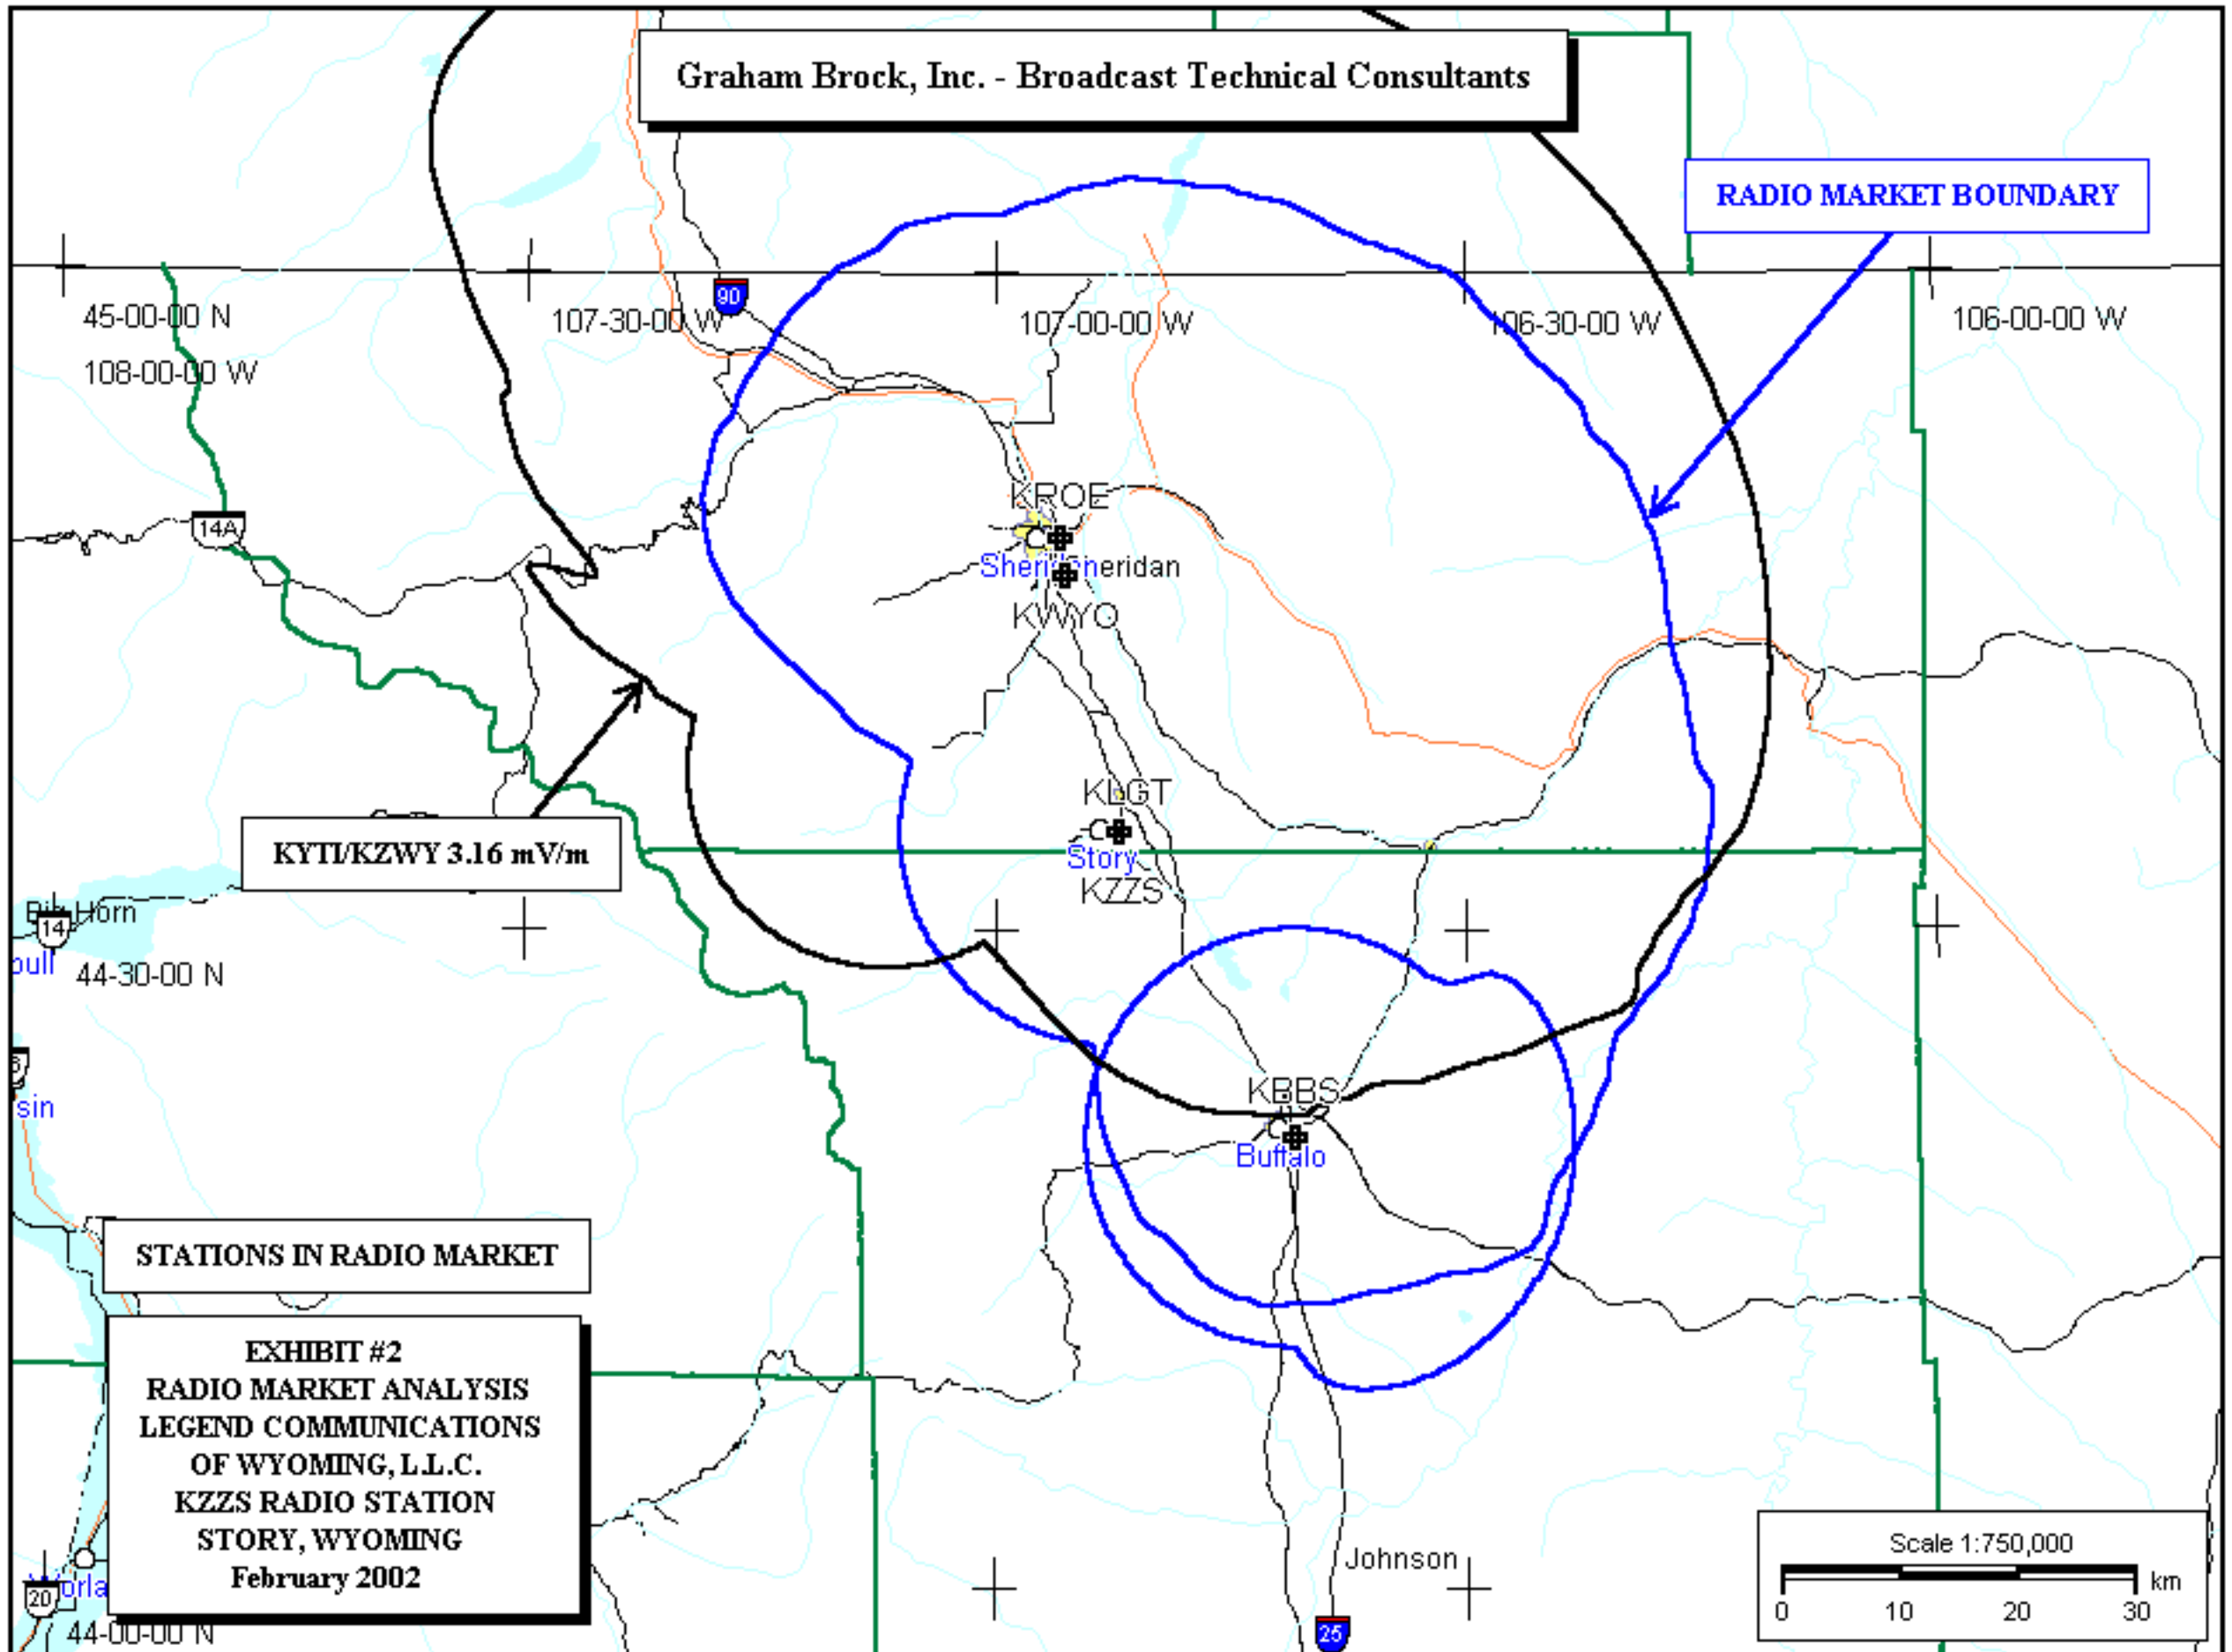 Graham Brock, Inc. - Broadcast Technical Consultants
RADIO MARKET BOUNDARY
90
45-00-00 N
107-30-00 W
107-00-00 W
106-30-00 W
106-00-00 W
108-00-00 W
14A
KROE
Sheridan
Sheridan
KWYO
KLGT
Story
KZZS
KYTI/KZWY 3.16 mV/m
Big Horn
14
44-30-00 N
KBBS
Buffalo
STATIONS IN RADIO MARKET
EXHIBIT #2
RADIO MARKET ANALYSIS
LEGEND COMMUNICATIONS
OF WYOMING, L.L.C.
KZZS RADIO STATION
STORY, WYOMING
February 2002
Johnson
20
44-00-00 N
25
Scale 1:750,000
km
0 10 20 30